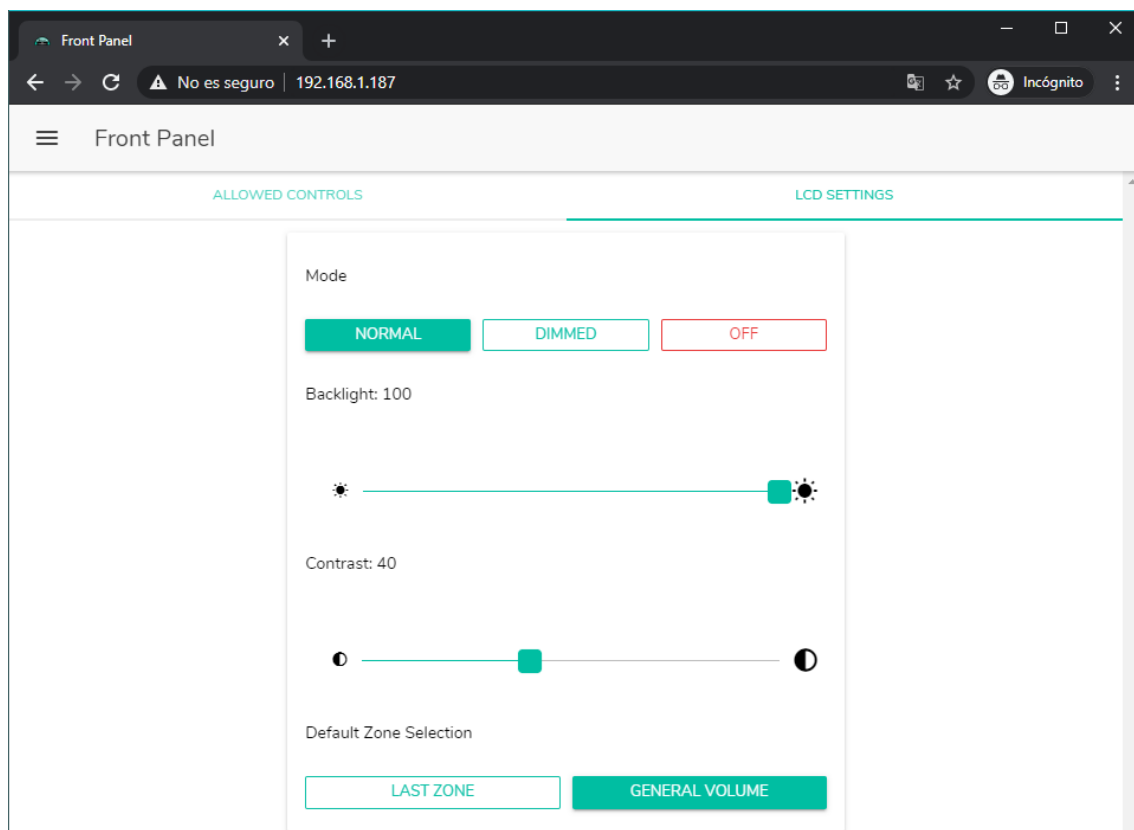 Front Panel
No es seguro 192.168.1.187 Incógnito
Front Panel
ALLOWED CONTROLS LCD SETTINGS
Mode
NORMAL DIMMED OFF
Backlight: 100
Contrast: 40
Default Zone Selection
LAST ZONE GENERAL VOLUME